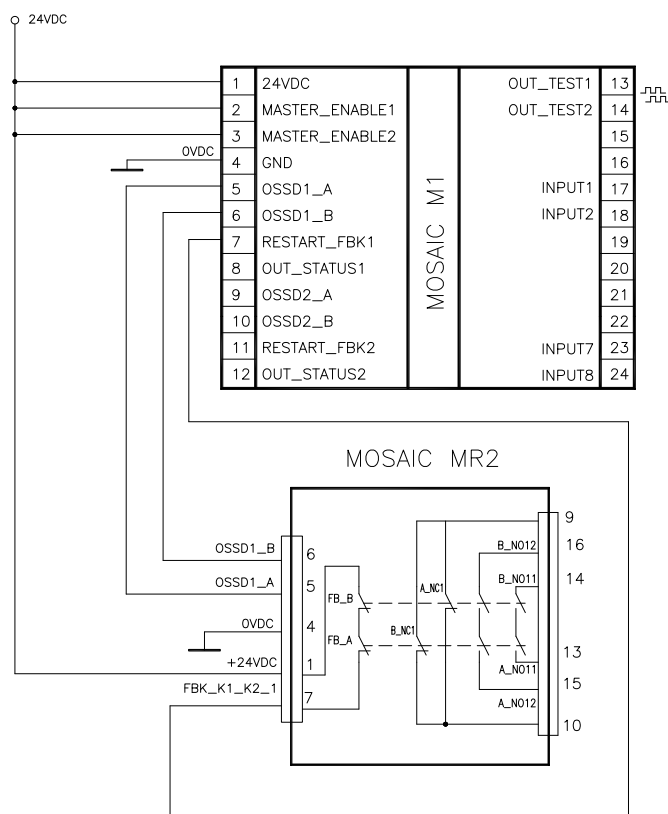 24VDC
1 24VDC OUT_TEST1 13
2 MASTER_ENABLE1 OUT_TEST2 14
3 MASTER_ENABLE2 15
0VDC 4 GND 16
5 OSSD1_A INPUT1 17
6 OSSD1_B INPUT2 18
7 RESTART_FBK1 19
8 OUT_STATUS1 20
9 OSSD2_A 21
10 OSSD2_B 22
11 RESTART_FBK2 INPUT7 23
12 OUT_STATUS2 INPUT8 24
MOSAIC M1
MOSAIC MR2
9
OSSD1_B 6 B_NO12 16
OSSD1_A 5 B_NO11 14
FB_B A_NC1
0VDC 4 FB_A B_NC1
13
+24VDC 1 A_NO11
15
FBK_K1_K2_1 7 A_NO12
10